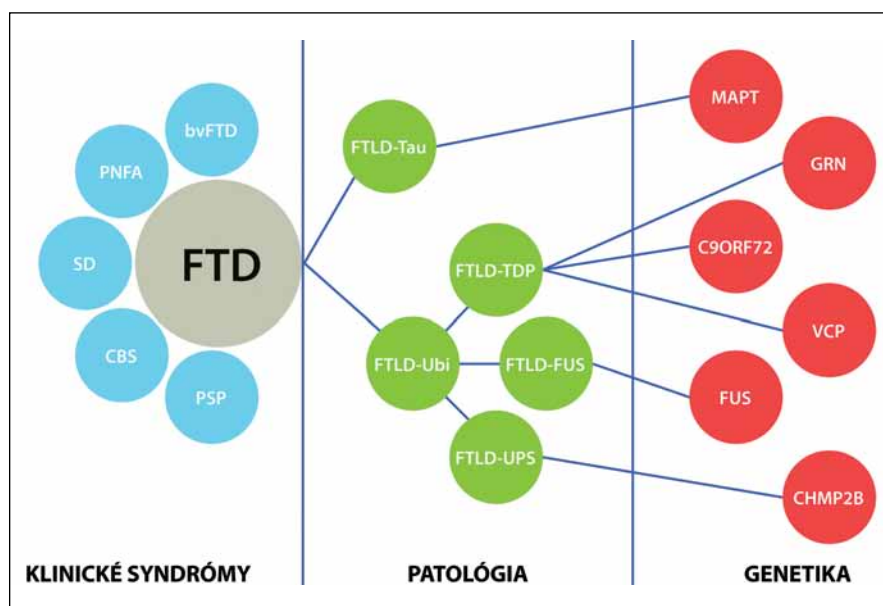 bvFTD
PNFA
SD
FTD
CBS
PSP
FTLD-Tau
FTLD-TDP
FTLD-Ubi
FTLD-FUS
FTLD-UPS
MAPT
GRN
C9ORF72
VCP
FUS
CHMP2B
KLINICKÉ SYNDRÓMY
PATOLÓGIA
GENETIKA